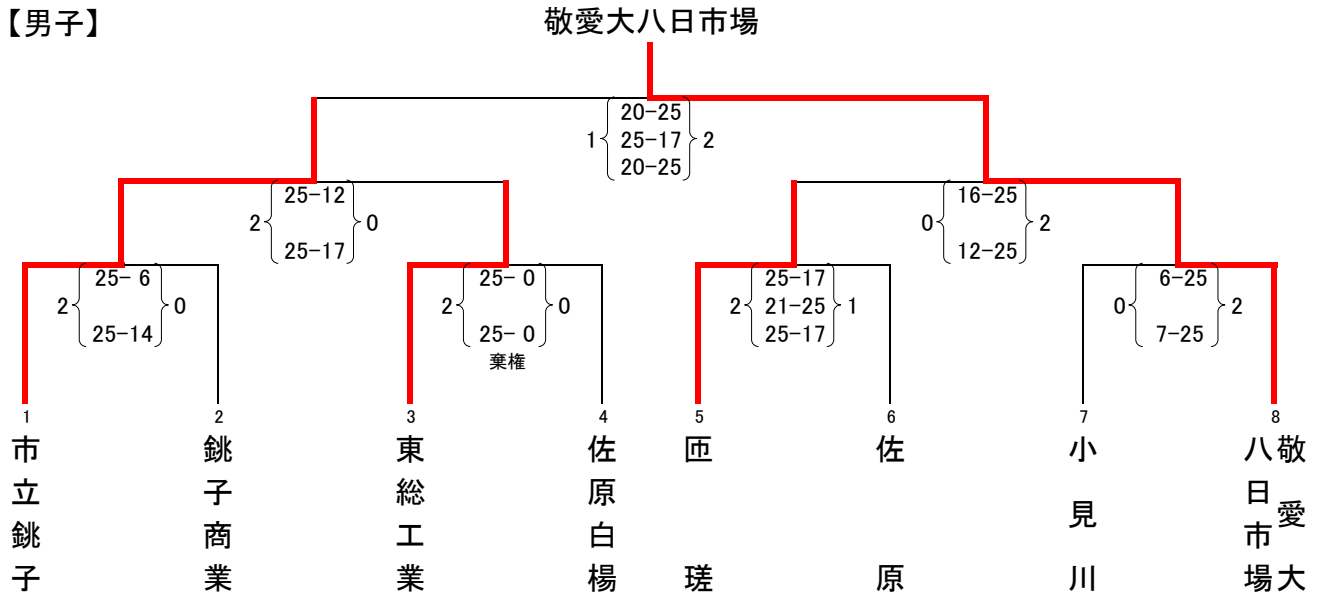 【男子】
敬愛大八日市場
20-25
1 25-17 2
20-25
25-12
2 0
25-17
16-25
0 2
12-25
25- 6
2 0
25-14
25- 0
2 0
25- 0
棄権
25-17
2 21-25 1
25-17
6-25
0 2
7-25
1 2 3 4 5 6 7 8
市立銚子
銚子商業
東総工業
佐原白楊
匝瑳
佐原
小見川
敬愛大
八日市場